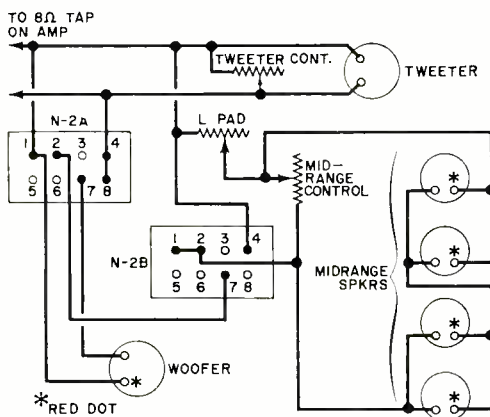 TO 8Ω TAP
ON AMP
TWEETER CONT.
TWEETER
N-2A
L PAD
1 2 3 4
5 6 7 8
MID-
RANGE
CONTROL
1 2 3 4
N-2B
5 6 7 8
MIDRANGE
SPKRS
*
*
*
*
WOOFER
*
*RED DOT